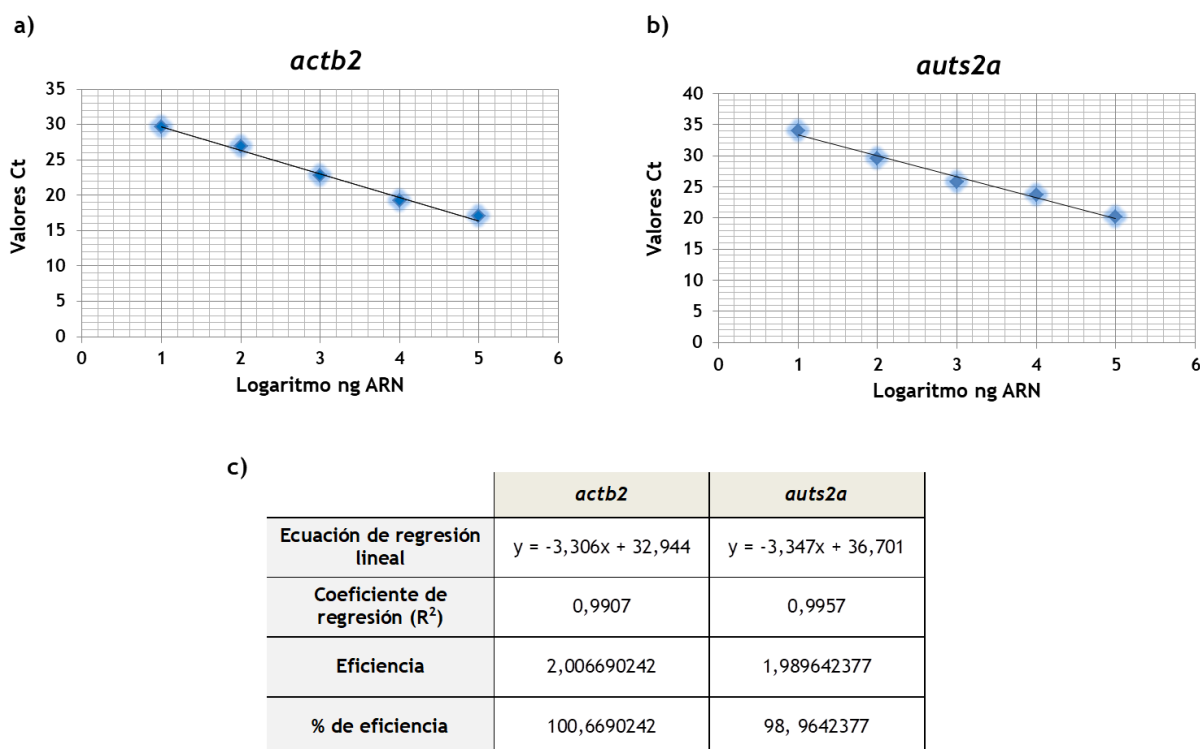 a)
actb2
35
30
25
20
15
10
5
0
Valores Ct
0 1 2 3 4 5 6
Logaritmo ng ARN
b)
auts2a
40
35
30
25
20
15
10
5
0
Valores Ct
0 1 2 3 4 5 6
Logaritmo ng ARN
c)
actb2 auts2a
Ecuación de regresión
lineal
y = -3,306x + 32,944 y = -3,347x + 36,701
Coeficiente de
regresión (R²)
0,9907 0,9957
Eficiencia 2,006690242 1,989642377
% de eficiencia 100,6690242 98, 9642377